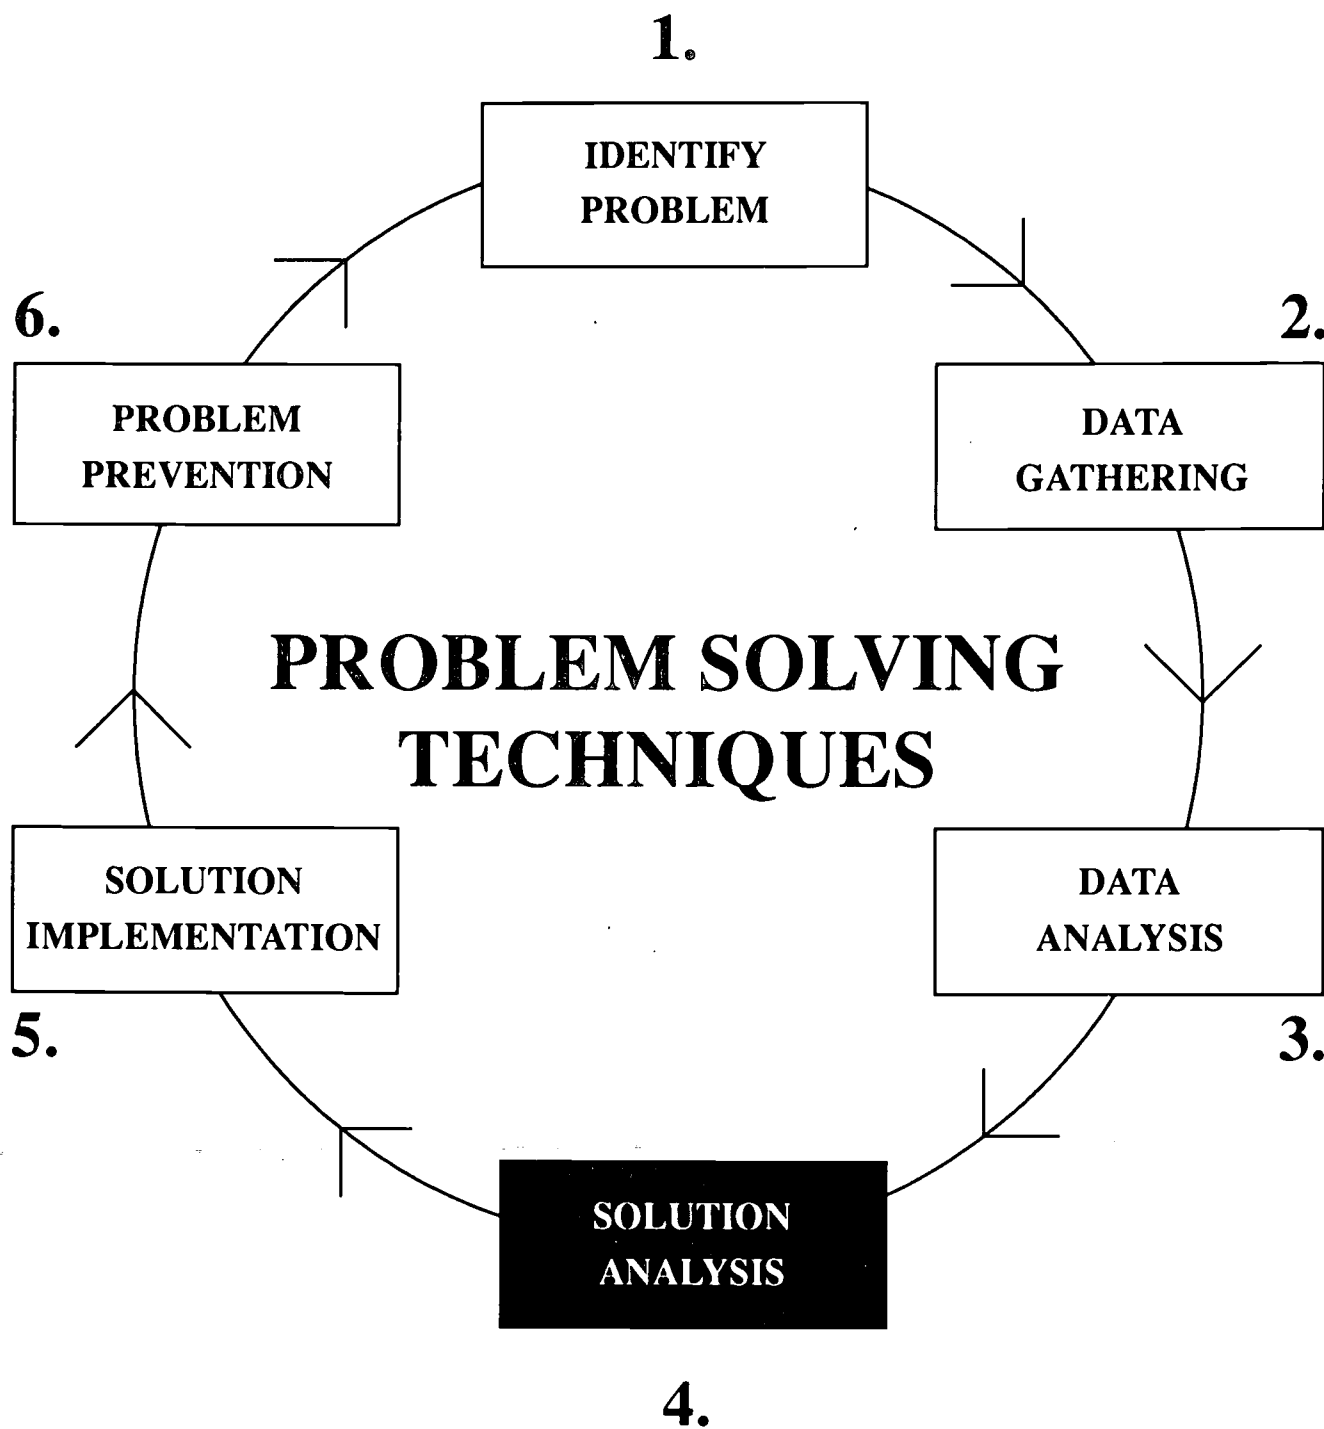 1.
IDENTIFY
PROBLEM
2.
DATA
GATHERING
3.
DATA
ANALYSIS
4.
SOLUTION
ANALYSIS
5.
SOLUTION
IMPLEMENTATION
6.
PROBLEM
PREVENTION
PROBLEM SOLVING
TECHNIQUES